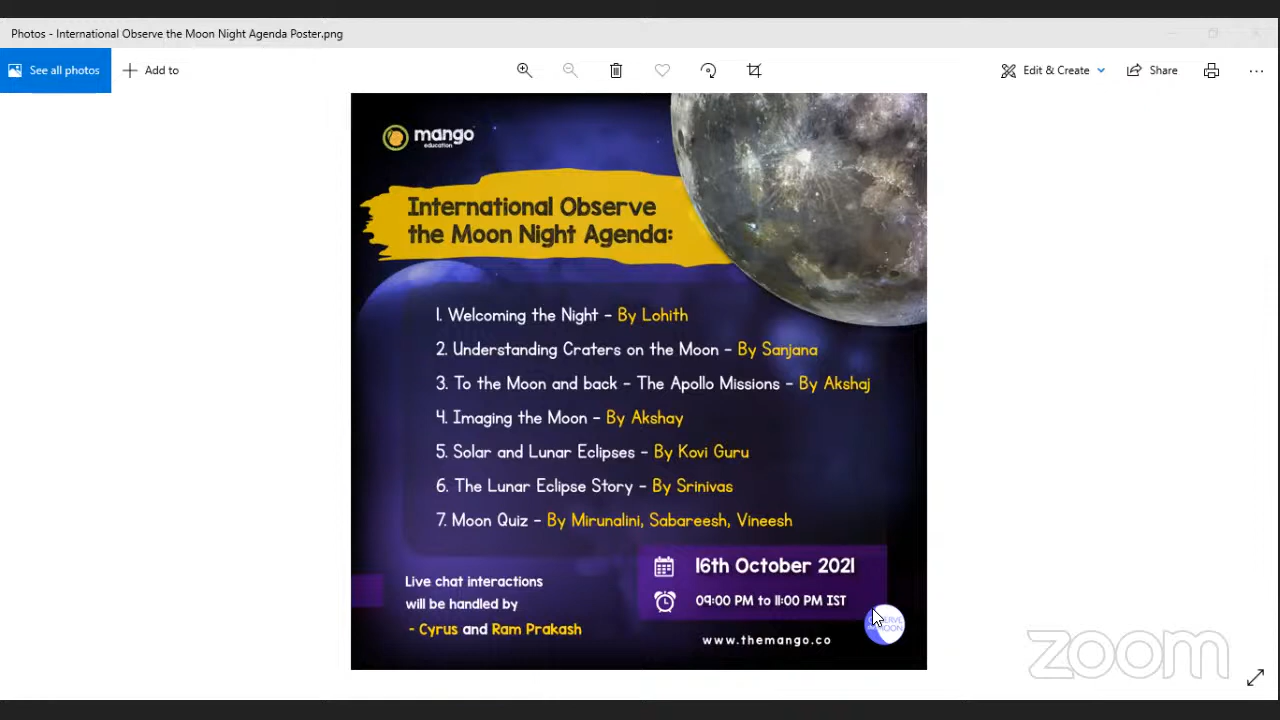 Photos - International Observe the Moon Night Agenda Poster.png
See all photos
Add to
Edit & Create
Share
mango
education
International Observe
the Moon Night Agenda:
1. Welcoming the Night - By Lohith
2. Understanding Craters on the Moon - By Sanjana
3. To the Moon and back - The Apollo Missions - By Akshaj
4. Imaging the Moon - By Akshay
5. Solar and Lunar Eclipses - By Kovi Guru
6. The Lunar Eclipse Story - By Srinivas
7. Moon Quiz - By Mirunalini, Sabareesh, Vineesh
16th October 2021
09:00 PM to 11:00 PM IST
Live chat interactions
will be handled by
- Cyrus and Ram Prakash
www.themango.co
MOON
zoom